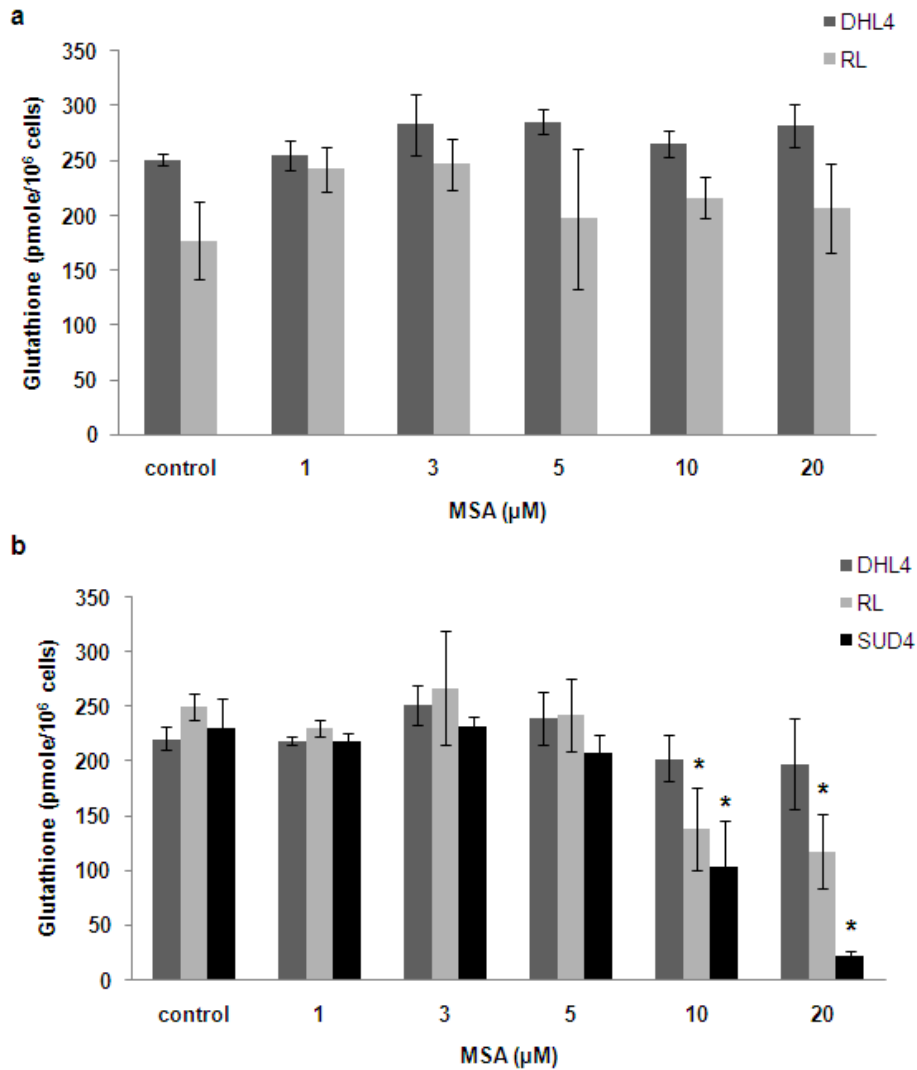 a
DHL4
RL
350
300
250
200
150
100
50
0
Glutathione (pmole/10⁶ cells)
control 1 3 5 10 20
MSA (µM)
b
DHL4
RL
SUD4
350
300
250
200
150
100
50
0
Glutathione (pmole/10⁶ cells)
* * * *
control 1 3 5 10 20
MSA (µM)